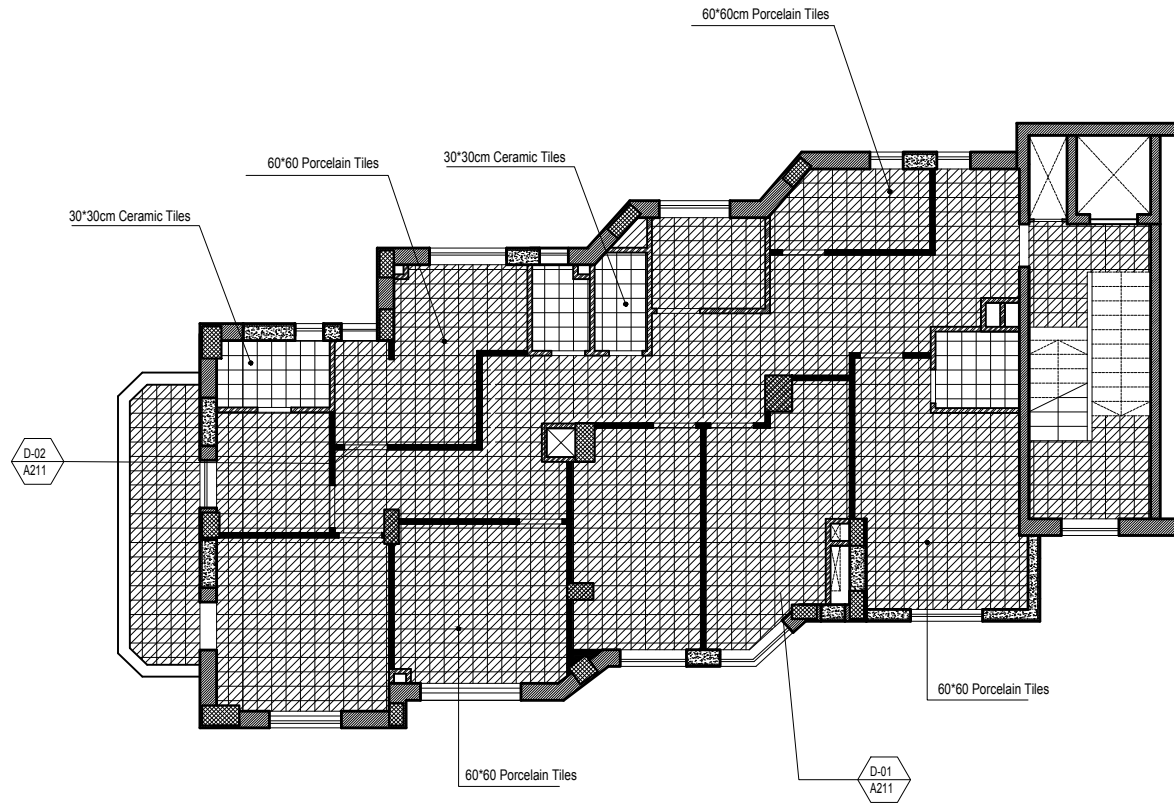 60*60cm Porcelain Tiles
30*30cm Ceramic Tiles
60*60 Porcelain Tiles
30*30cm Ceramic Tiles
D-02
A211
60*60 Porcelain Tiles
60*60 Porcelain Tiles
D-01
A211